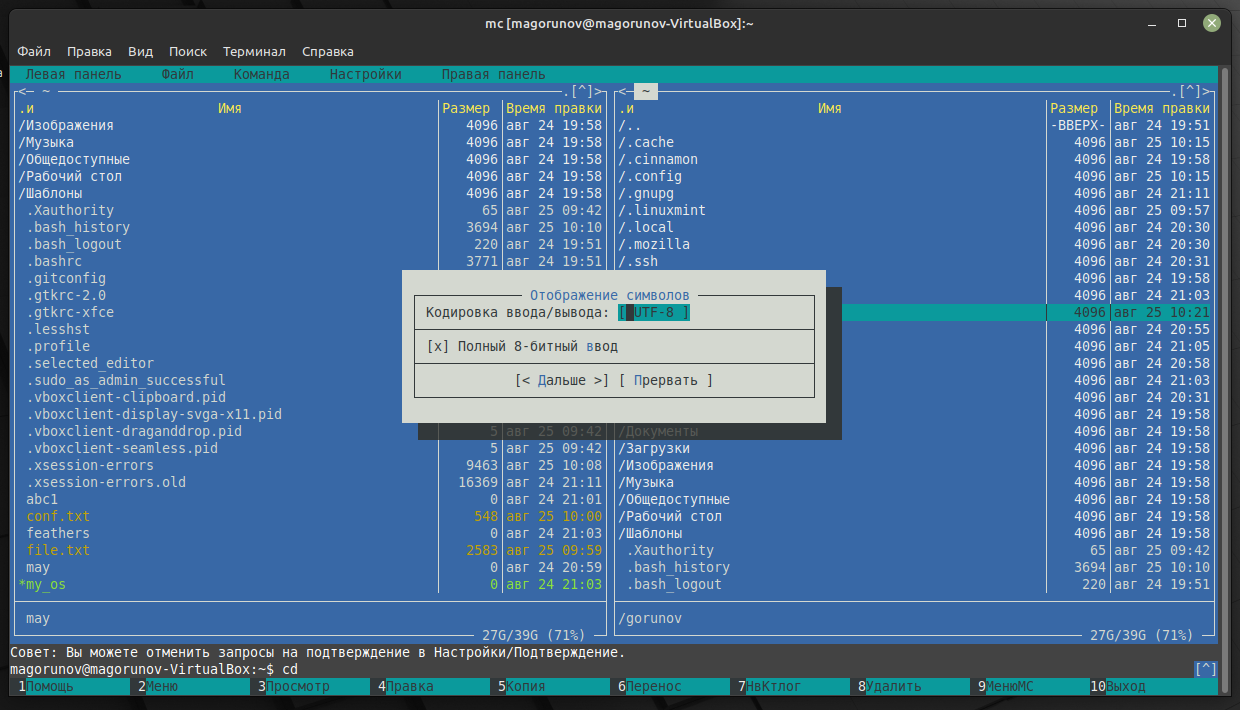 mc [magorunov@magorunov-VirtualBox]:~
Файл Правка Вид Поиск Терминал Справка
Левая панель Файл Команда Настройки Правая панель
<─ ~ .[^]> <─ ~ .[^]>
.и Имя Размер Время правки .и Имя Размер Время правки
/Изображения 4096 авг 24 19:58 /.. -ВВЕРХ- авг 24 19:51
/Музыка 4096 авг 24 19:58 /.cache 4096 авг 25 10:15
/Общедоступные 4096 авг 24 19:58 /.cinnamon 4096 авг 24 19:58
/Рабочий стол 4096 авг 24 19:58 /.config 4096 авг 25 10:15
/Шаблоны 4096 авг 24 19:58 /.gnupg 4096 авг 24 21:11
.Xauthority 65 авг 25 09:42 /.linuxmint 4096 авг 25 09:57
.bash_history 3694 авг 25 10:10 /.local 4096 авг 24 20:30
.bash_logout 220 авг 24 19:51 /.mozilla 4096 авг 24 20:30
.bashrc 3771 авг 24 19:51 /.ssh 4096 авг 24 20:31
.gitconfig 4096 авг 24 19:58
.gtkrc-2.0 Отображение символов 4096 авг 24 21:03
.gtkrc-xfce Кодировка ввода/вывода: [ UTF-8 ] 4096 авг 25 10:21
.lesshst 4096 авг 24 20:55
.profile [x] Полный 8-битный ввод 4096 авг 24 21:05
.selected_editor 4096 авг 24 20:58
.sudo_as_admin_successful [< Дальше >] [ Прервать ] 4096 авг 24 21:03
.vboxclient-clipboard.pid 4096 авг 24 20:31
.vboxclient-display-svga-x11.pid 4096 авг 24 19:58
.vboxclient-draganddrop.pid 5 авг 25 09:42 /Документы 4096 авг 24 19:58
.vboxclient-seamless.pid 5 авг 25 09:42 /Загрузки 4096 авг 24 19:58
.xsession-errors 9463 авг 25 10:08 /Изображения 4096 авг 24 19:58
.xsession-errors.old 16369 авг 24 21:11 /Музыка 4096 авг 24 19:58
abc1 0 авг 24 21:01 /Общедоступные 4096 авг 24 19:58
conf.txt 548 авг 25 10:00 /Рабочий стол 4096 авг 24 19:58
feathers 0 авг 24 21:03 /Шаблоны 4096 авг 24 19:58
file.txt 2583 авг 25 09:59 .Xauthority 65 авг 25 09:42
may 0 авг 24 20:59 .bash_history 3694 авг 25 10:10
*my_os 0 авг 24 21:03 .bash_logout 220 авг 24 19:51
may /gorunov
27G/39G (71%) 27G/39G (71%)
Совет: Вы можете отменить запросы на подтверждение в Настройки/Подтверждение.
magorunov@magorunov-VirtualBox:~$ cd [^]
1Помощь 2Меню 3Просмотр 4Правка 5Копия 6Перенос 7НвКтлог 8Удалить 9МенюМС 10Выход